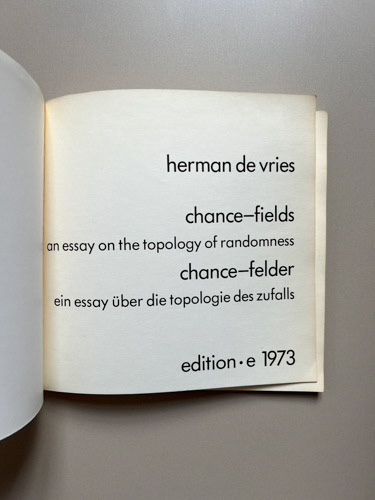 herman de vries
chance–fields
an essay on the topology of randomness
chance–felder
ein essay über die topologie des zufalls
edition • e 1973